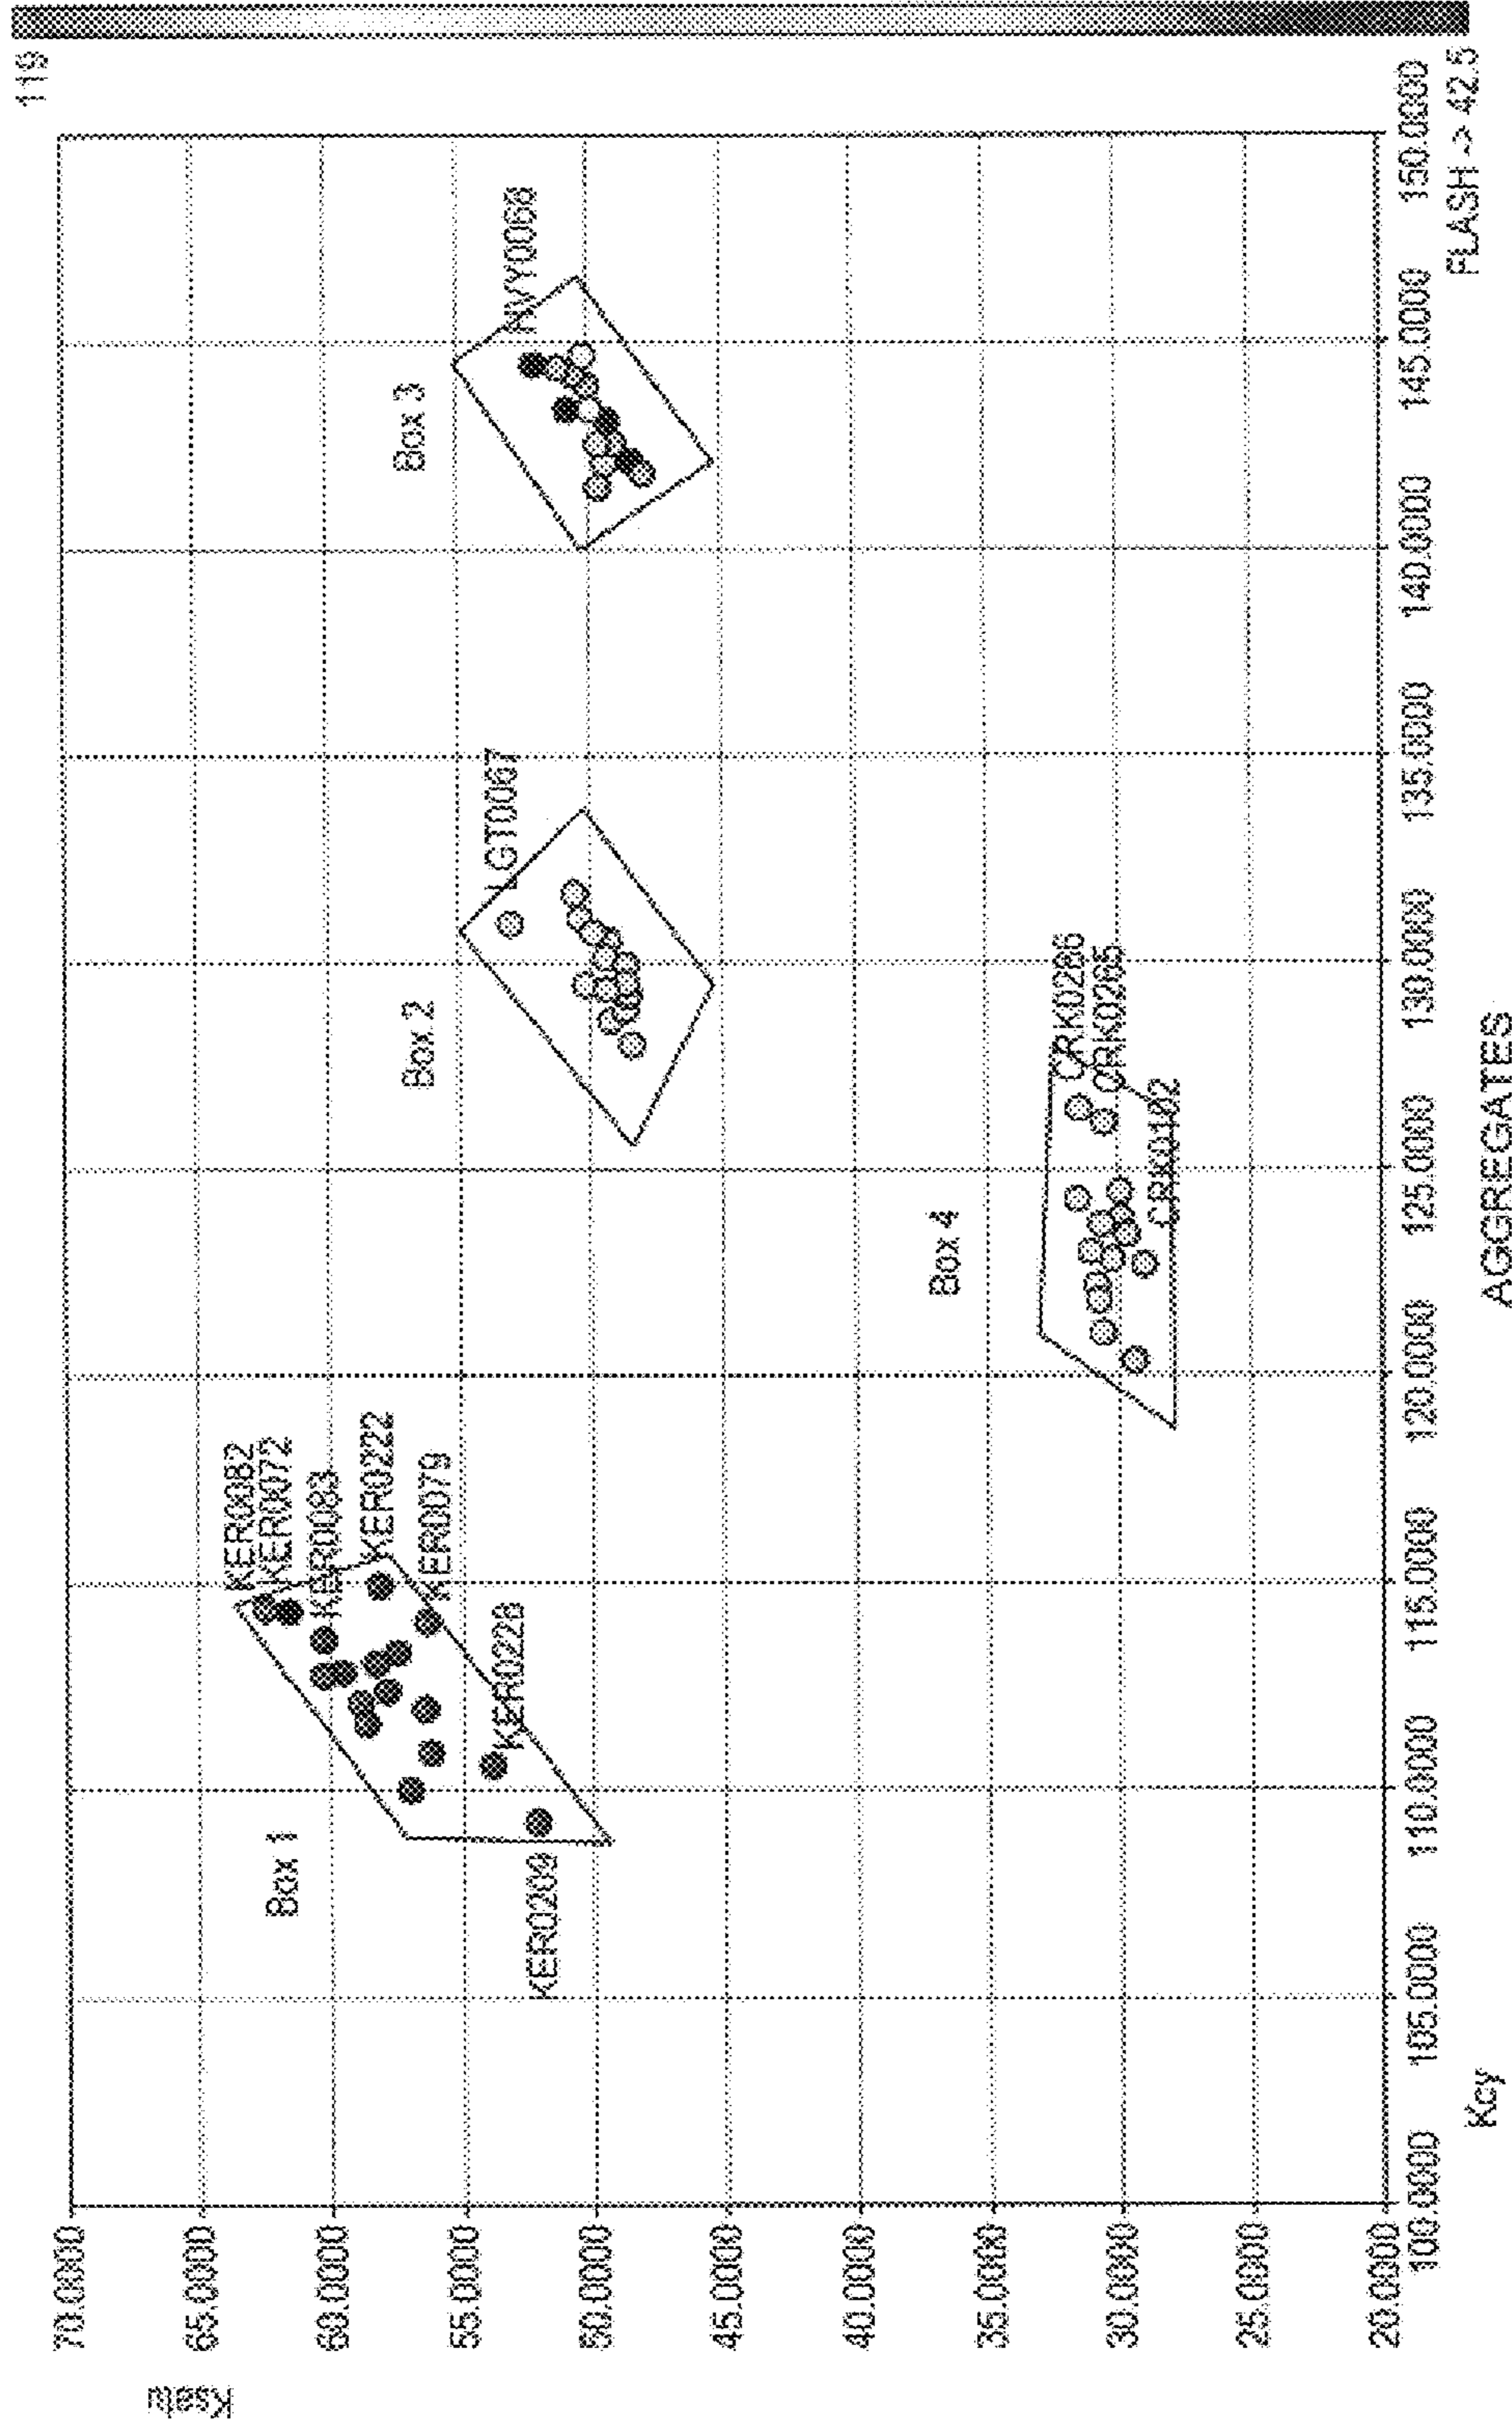 119
Ksatv
70.0000
65.0000
60.0000
55.0000
50.0000
45.0000
40.0000
35.0000
30.0000
25.0000
20.0000
Box 1
KER0082
KER0072
KER0083
KER0222
KER0079
KER0228
KER0209
Box 2
LGT0067
Box 3
NVY0068
Box 4
CRK0286
CRK0265
CRK0102
100.0000 105.0000 110.0000 115.0000 120.0000 125.0000 130.0000 135.0000 140.0000 145.0000 150.0000
Kcy
FLASH -> 42.5
AGGREGATES